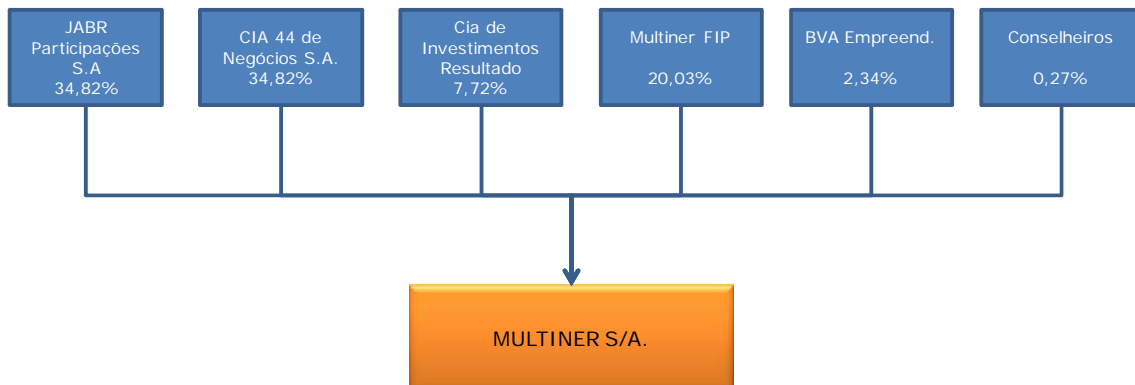 JABR
Participações
S.A
34,82%
CIA 44 de
Negócios S.A.
34,82%
Cia de
Investimentos
Resultado
7,72%
Multiner FIP
20,03%
BVA Empreend.
2,34%
Conselheiros
0,27%
MULTINER S/A.